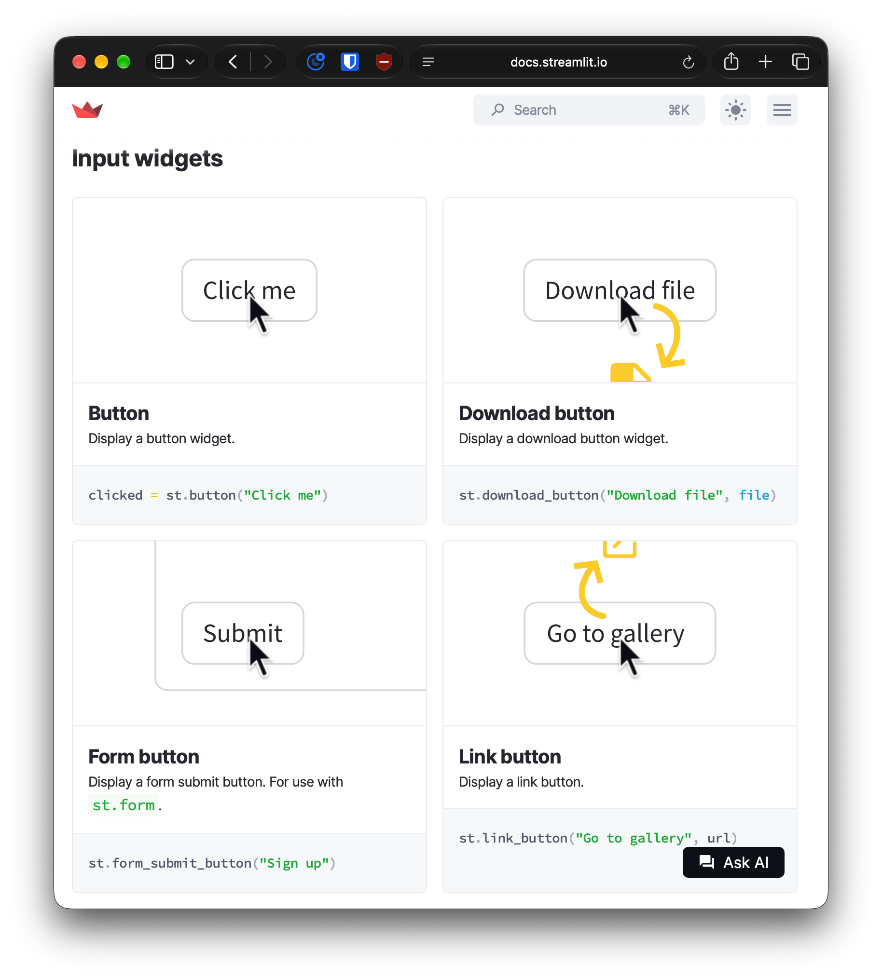 docs.streamlit.io
Search ⌘K
Input widgets
Click me
Download file
Button
Display a button widget.
clicked = st.button("Click me")
Download button
Display a download button widget.
st.download_button("Download file", file)
Submit
Go to gallery
Form button
Display a form submit button. For use with
st.form.
st.form_submit_button("Sign up")
Link button
Display a link button.
st.link_button("Go to gallery", url)
Ask AI